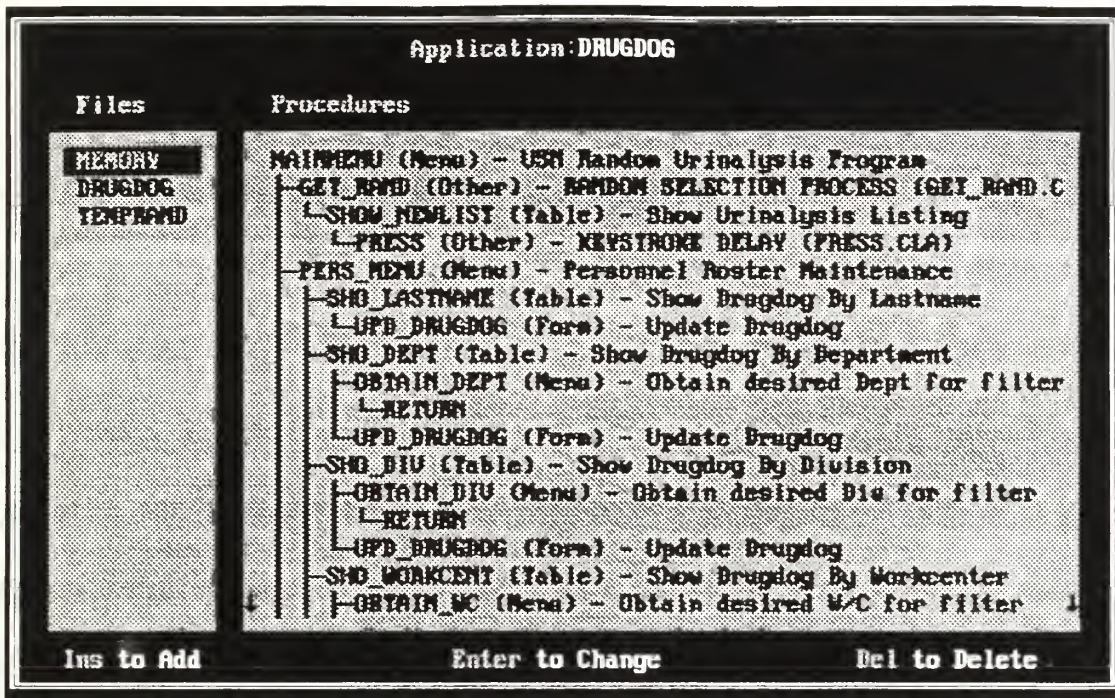 Application:DRUGDOG
Files
Procedures
MEMORY
DRUGDOG
TEMPRAND
MAINMENU (Menu) - USN Random Urinalysis Program
├─GET_RAND (Other) - RANDOM SELECTION PROCESS (GET_RAND.C
│ └─SHOW_NEWLIST (Table) - Show Urinalysis Listing
│   └─PRESS (Other) - KEYSTROKE DELAY (PRESS.CLA)
├─PERS_MENU (Menu) - Personnel Roster Maintenance
│ ├─SHO_LASTNAME (Table) - Show Drugdog By Lastname
│ │ └─UPD_DRUGDOG (Form) - Update Drugdog
│ ├─SHO_DEPT (Table) - Show Drugdog By Department
│ │ ├─OBTAIN_DEPT (Menu) - Obtain desired Dept for filter
│ │ │ └─RETURN
│ │ └─UPD_DRUGDOG (Form) - Update Drugdog
│ ├─SHO_DIV (Table) - Show Drugdog By Division
│ │ ├─OBTAIN_DIV (Menu) - Obtain desired Div for filter
│ │ │ └─RETURN
│ │ └─UPD_DRUGDOG (Form) - Update Drugdog
│ ├─SHO_WORKCENT (Table) - Show Drugdog By Workcenter
│ │ ├─OBTAIN_WC (Menu) - Obtain desired W/C for filter
Ins to Add
Enter to Change
Del to Delete